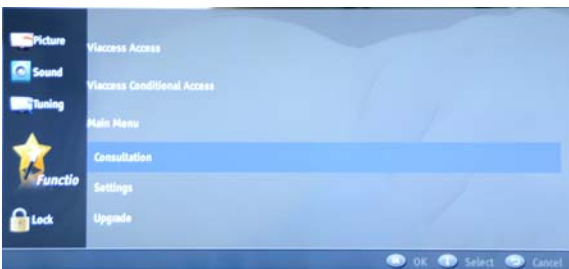 Picture
Sound
Tuning
Functio
Lock
Viaccess Access
Viaccess Conditional Access
Main Menu
Consultation
Settings
Upgrade
OK Select Cancel